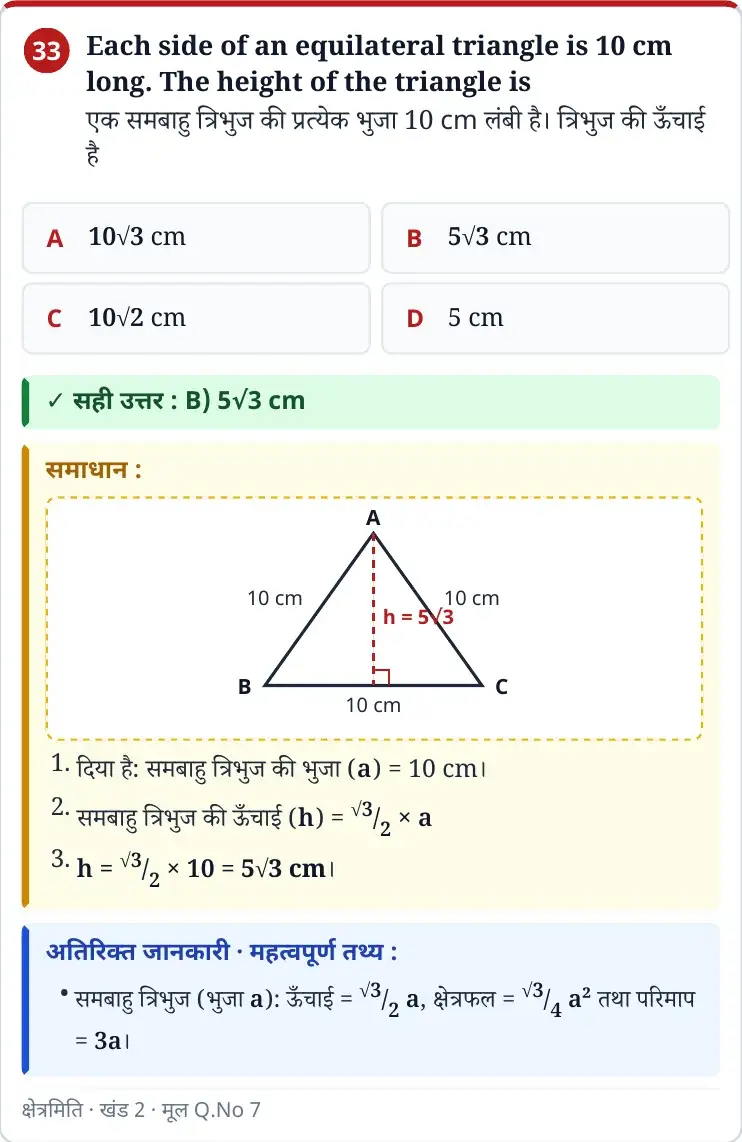 33 Each side of an equilateral triangle is 10 cm
long. The height of the triangle is
एक समबाहु त्रिभुज की प्रत्येक भुजा 10 cm लंबी है। त्रिभुज की ऊँचाई
है
A 10√3 cm
B 5√3 cm
C 10√2 cm
D 5 cm
✓ सही उत्तर : B) 5√3 cm
समाधान :
A
10 cm 10 cm
h = 5√3
B C
10 cm
1. दिया है: समबाहु त्रिभुज की भुजा (a) = 10 cm।
2. समबाहु त्रिभुज की ऊँचाई (h) = √3/2 × a
3. h = √3/2 × 10 = 5√3 cm।
अतिरिक्त जानकारी · महत्वपूर्ण तथ्य :
• समबाहु त्रिभुज (भुजा a): ऊँचाई = √3/2 a, क्षेत्रफल = √3/4 a² तथा परिमाप
= 3a।
क्षेत्रमिति · खंड 2 · मूल Q.No 7